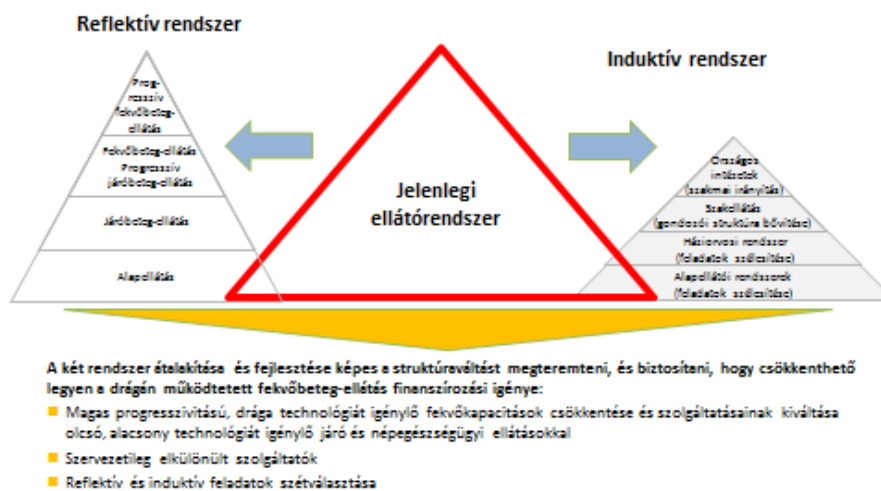 Reflektív rendszer
Induktív rendszer
Prog-
resszív
fekvőbeteg-
ellátás
Fekvőbeteg-ellátás
Progresszív
járóbeteg-ellátás
Járóbeteg-ellátás
Alapellátás
Jelenlegi
ellátórendszer
Országos
intézetek
(szakmai irányítás)
Szakellátás
(gondozói struktúra bővítése)
Háziorvosi rendszer
(feladatok szélesítése)
Alapellátói rendszerek
(feladatok szélesítése)
A két rendszer átalakítása és fejlesztése képes a struktúraváltást megteremteni, és biztosítani, hogy csökkenthető
legyen a drágán működtetett fekvőbeteg-ellátás finanszírozási igénye:
Magas progresszivitású, drága technológiát igénylő fekvőkapacitások csökkentése és szolgáltatásainak kiváltása
olcsó, alacsony technológiát igénylő járó és népegészségügyi ellátásokkal
Szervezetileg elkülönült szolgáltatók
Reflektív és induktív feladatok szétválasztása